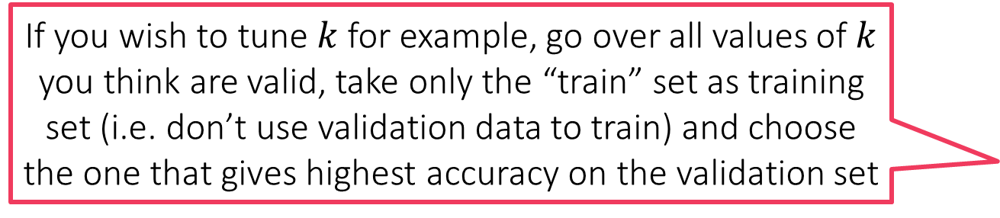 If you wish to tune k for example, go over all values of k
you think are valid, take only the “train” set as training
set (i.e. don’t use validation data to train) and choose
the one that gives highest accuracy on the validation set